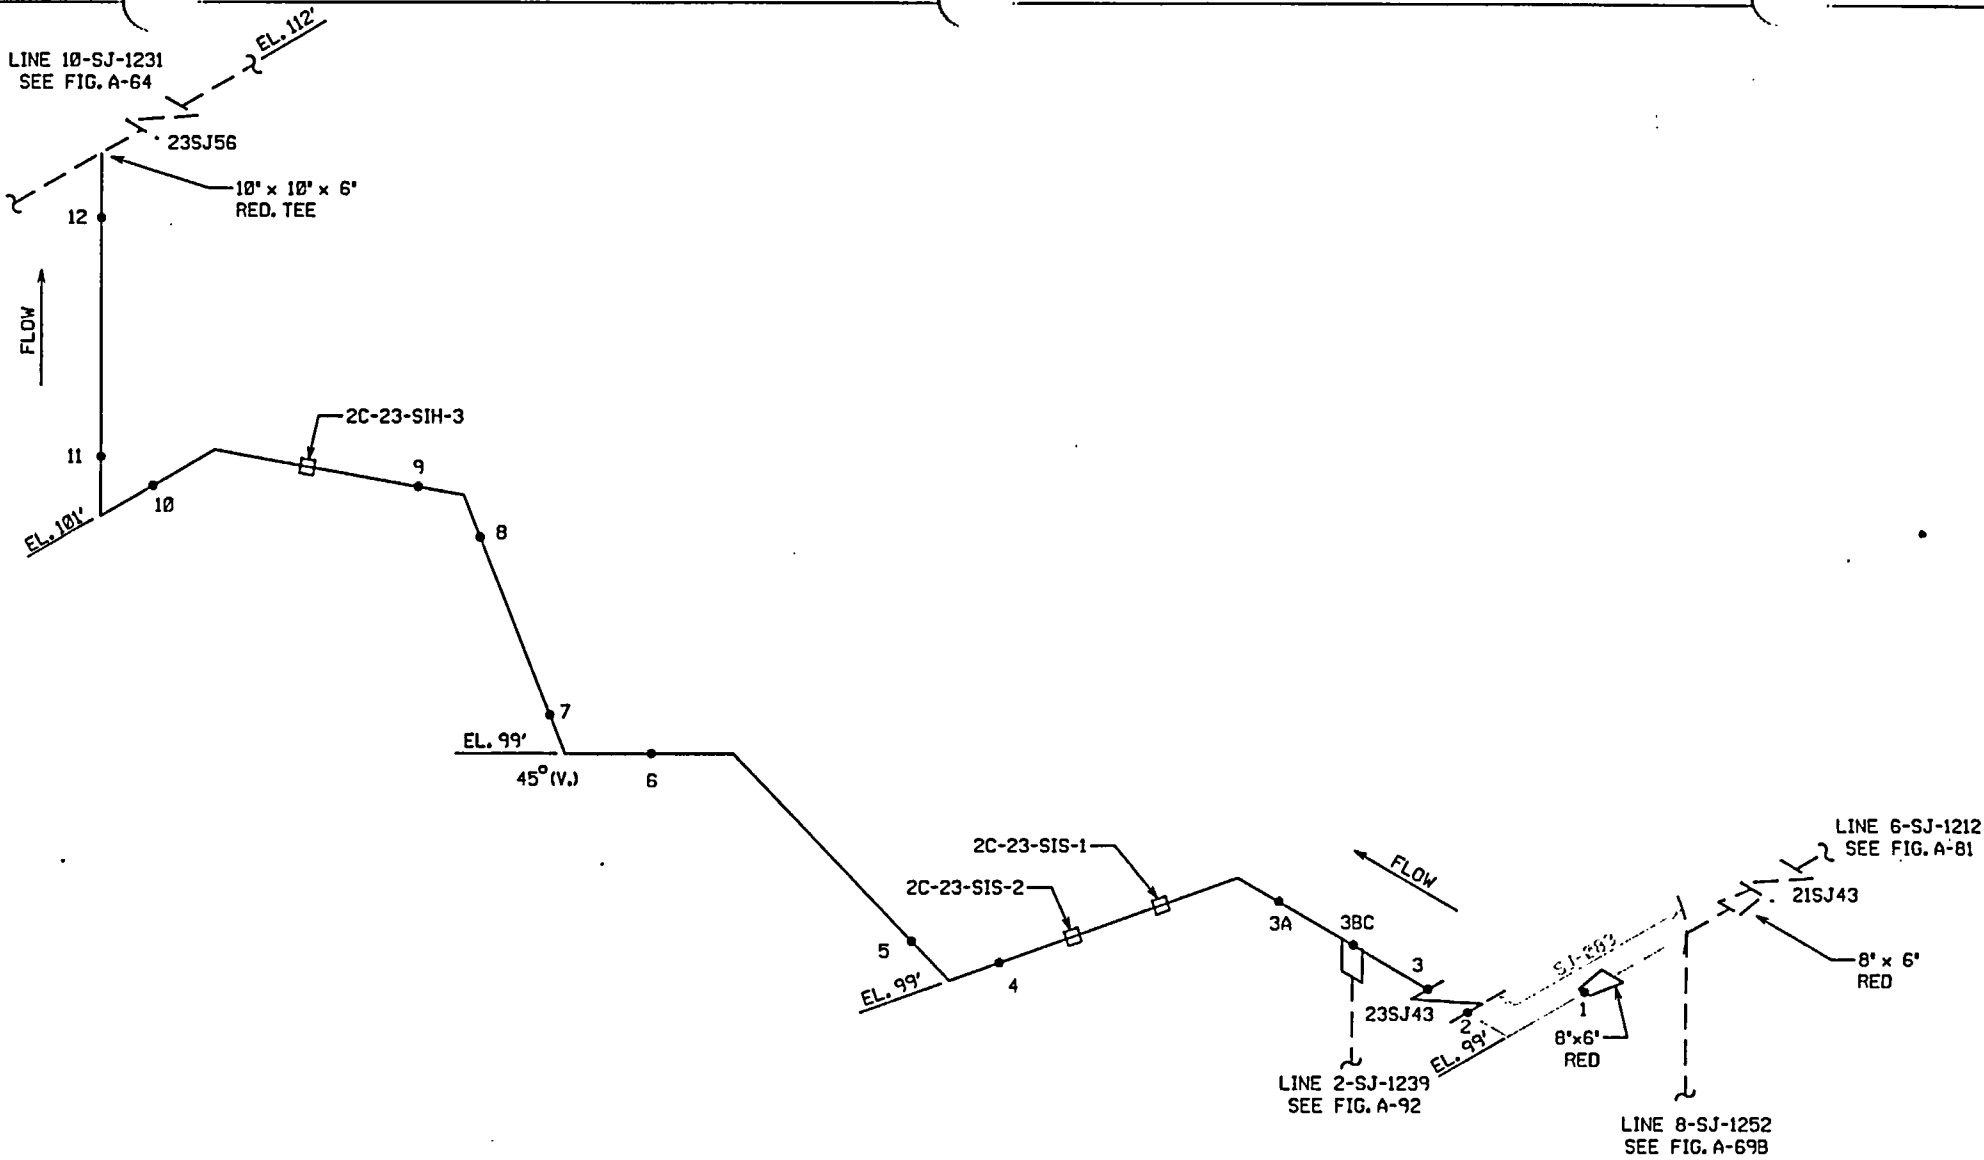 EL. 112'
LINE 10-SJ-1231
SEE FIG. A-64
23SJ56
10" x 10" x 6"
RED. TEE
12
FLOW
2C-23-SIH-3
11
9
10
EL. 101'
8
7
EL. 99'
45° (V.)
6
LINE 6-SJ-1212
SEE FIG. A-81
2C-23-SIS-1
FLOW
2C-23-SIS-2
21SJ43
3A
3BC
5
SJ-203
8" x 6"
RED
4
3
EL. 99'
23SJ43
2
1
8"x6"
RED
EL. 99'
LINE 2-SJ-1239
SEE FIG. A-92
LINE 8-SJ-1252
SEE FIG. A-69B